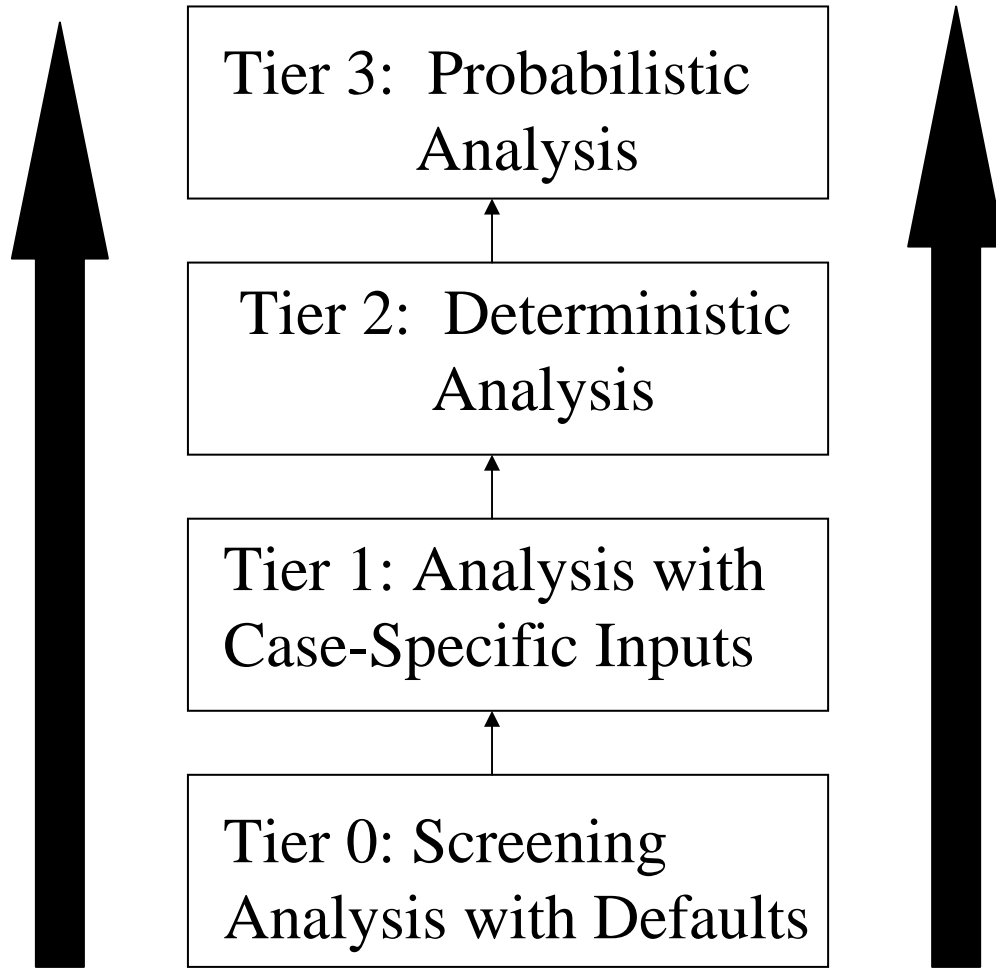 Tier 3:  Probabilistic
Analysis
Tier 2:  Deterministic
Analysis
Tier 1: Analysis with
Case-Specific Inputs
Tier 0: Screening
Analysis with Defaults